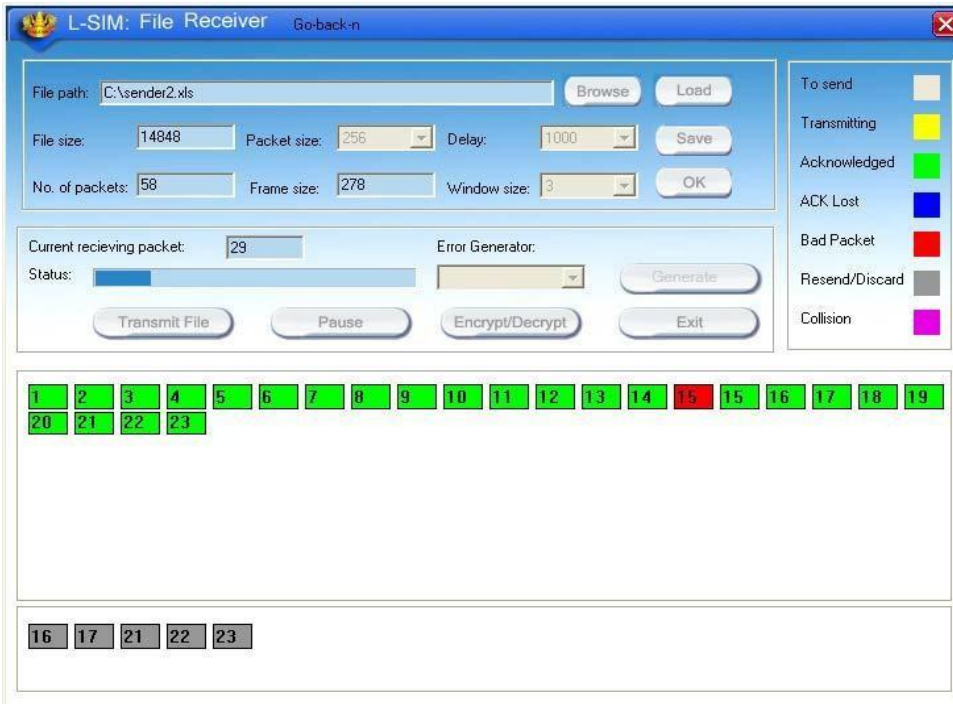 L-SIM: File Receiver Go-back-n
File path: C:\sender2.xls Browse Load
File size: 14848 Packet size: 256 Delay: 1000 Save
No. of packets: 58 Frame size: 278 Window size: 3 OK
Current recieving packet: 29 Error Generator:
Status: Generate
Transmit File Pause Encrypt/Decrypt Exit
To send
Transmitting
Acknowledged
ACK Lost
Bad Packet
Resend/Discard
Collision
1 2 3 4 5 6 7 8 9 10 11 12 13 14 15 15 16 17 18 19
20 21 22 23
16 17 21 22 23